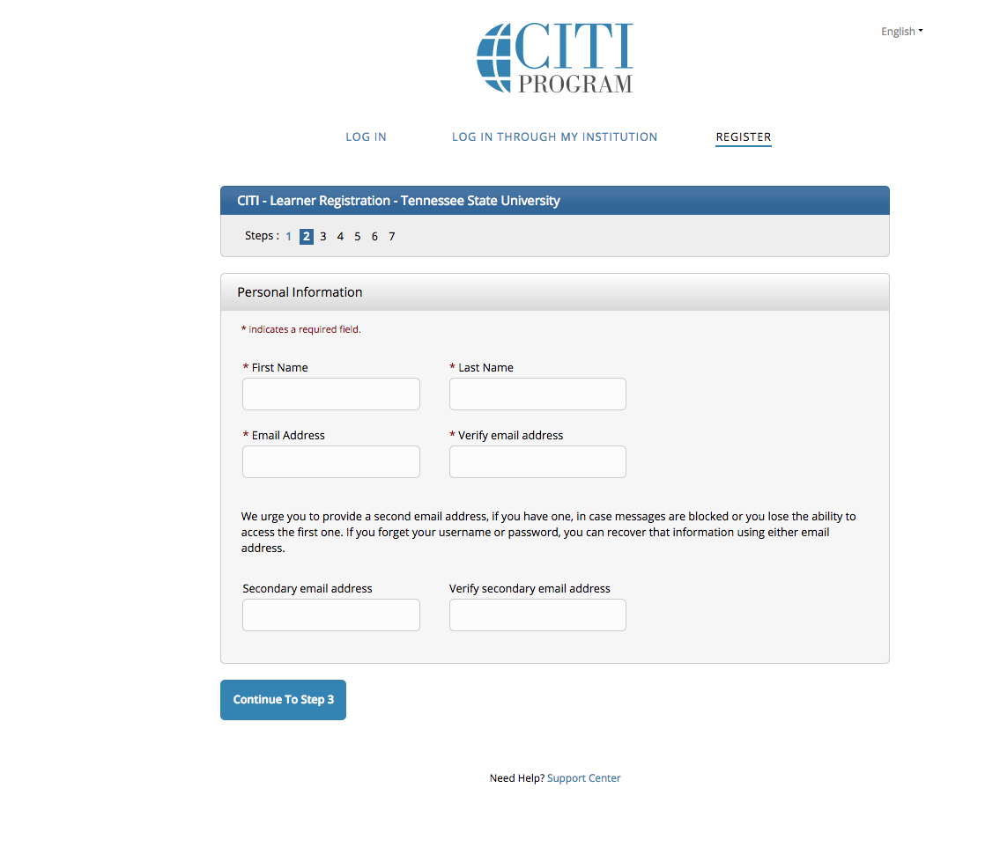 CITI
PROGRAM
English
LOG IN
LOG IN THROUGH MY INSTITUTION
REGISTER
CITI - Learner Registration - Tennessee State University
Steps : 1 2 3 4 5 6 7
Personal Information
* indicates a required field.
* First Name
* Last Name
* Email Address
* Verify email address
We urge you to provide a second email address, if you have one, in case messages are blocked or you lose the ability to
access the first one. If you forget your username or password, you can recover that information using either email
address.
Secondary email address
Verify secondary email address
Continue To Step 3
Need Help? Support Center